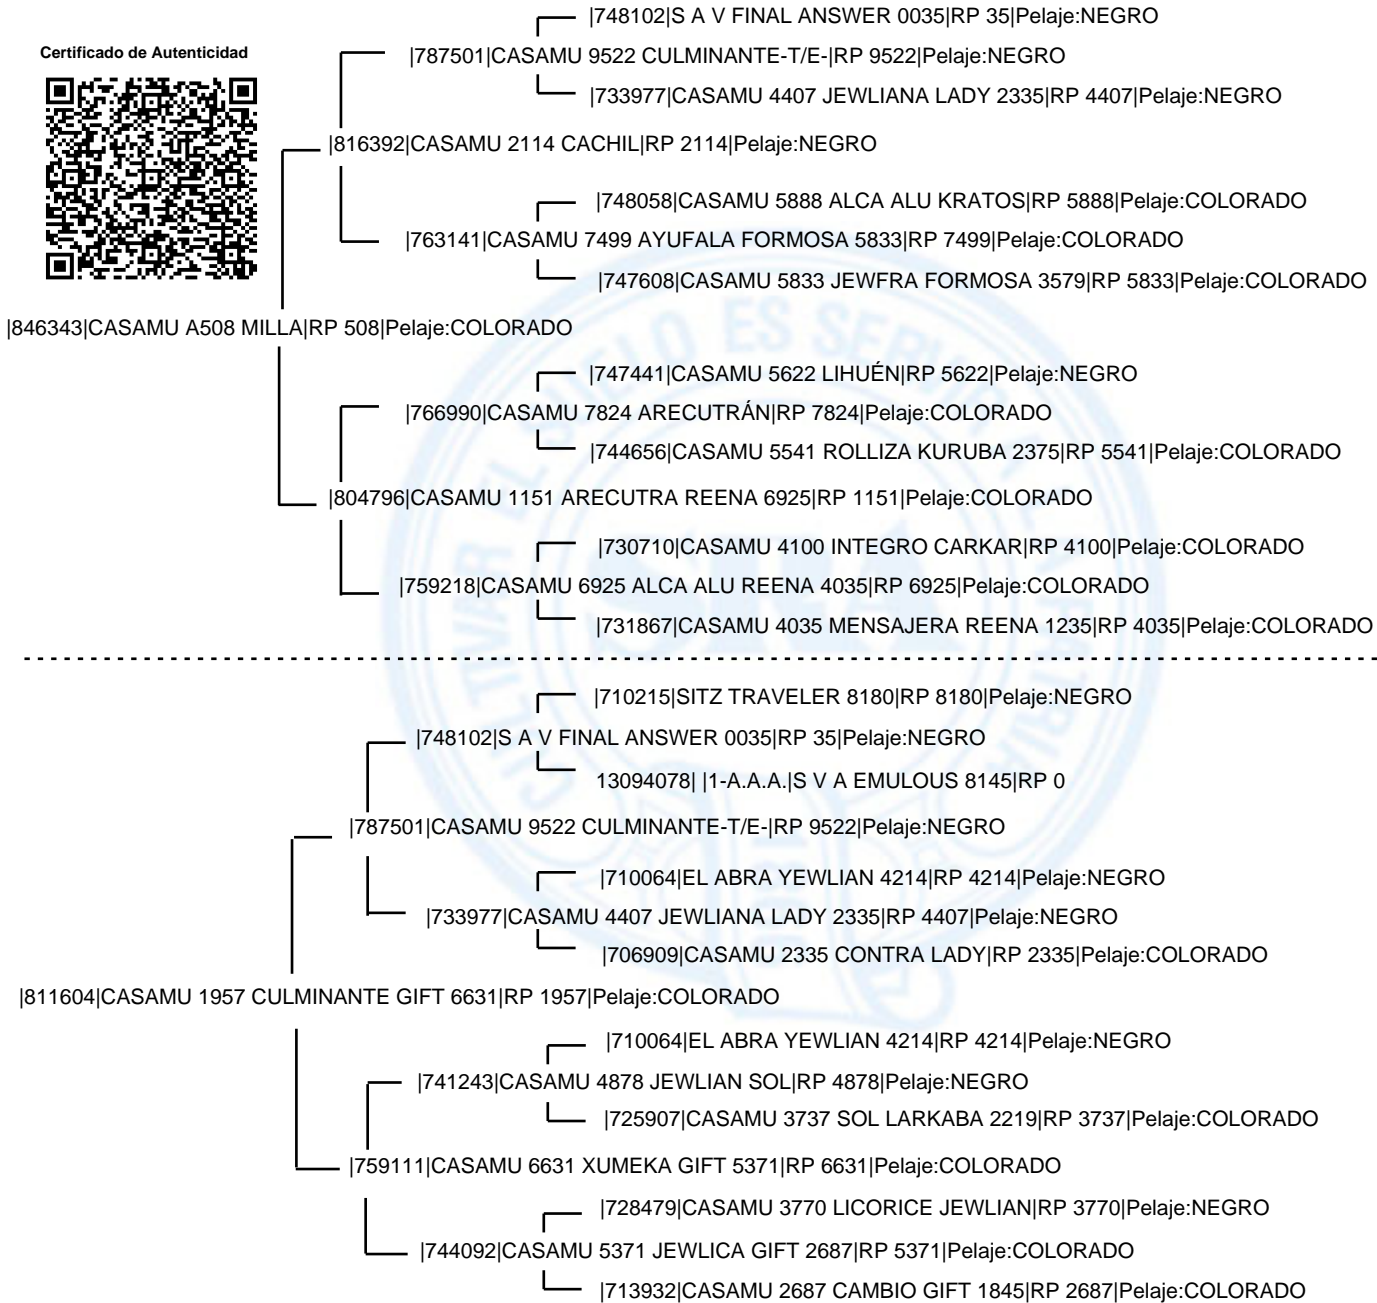 |748102|S A V FINAL ANSWER 0035|RP 35|Pelaje:NEGRO
Certificado de Autenticidad
|787501|CASAMU 9522 CULMINANTE-T/E-|RP 9522|Pelaje:NEGRO
|733977|CASAMU 4407 JEWLIANA LADY 2335|RP 4407|Pelaje:NEGRO
|816392|CASAMU 2114 CACHIL|RP 2114|Pelaje:NEGRO
|748058|CASAMU 5888 ALCA ALU KRATOS|RP 5888|Pelaje:COLORADO
|763141|CASAMU 7499 AYUFALA FORMOSA 5833|RP 7499|Pelaje:COLORADO
|747608|CASAMU 5833 JEWFRA FORMOSA 3579|RP 5833|Pelaje:COLORADO
|846343|CASAMU A508 MILLA|RP 508|Pelaje:COLORADO
|747441|CASAMU 5622 LIHUÉN|RP 5622|Pelaje:NEGRO
|766990|CASAMU 7824 ARECUTRÁN|RP 7824|Pelaje:COLORADO
|744656|CASAMU 5541 ROLLIZA KURUBA 2375|RP 5541|Pelaje:COLORADO
|804796|CASAMU 1151 ARECUTRA REENA 6925|RP 1151|Pelaje:COLORADO
|730710|CASAMU 4100 INTEGRO CARKAR|RP 4100|Pelaje:COLORADO
|759218|CASAMU 6925 ALCA ALU REENA 4035|RP 6925|Pelaje:COLORADO
|731867|CASAMU 4035 MENSAJERA REENA 1235|RP 4035|Pelaje:COLORADO
|710215|SITZ TRAVELER 8180|RP 8180|Pelaje:NEGRO
|748102|S A V FINAL ANSWER 0035|RP 35|Pelaje:NEGRO
13094078| |1-A.A.A.|S V A EMULOUS 8145|RP 0
|787501|CASAMU 9522 CULMINANTE-T/E-|RP 9522|Pelaje:NEGRO
|710064|EL ABRA YEWLIAN 4214|RP 4214|Pelaje:NEGRO
|733977|CASAMU 4407 JEWLIANA LADY 2335|RP 4407|Pelaje:NEGRO
|706909|CASAMU 2335 CONTRA LADY|RP 2335|Pelaje:COLORADO
|811604|CASAMU 1957 CULMINANTE GIFT 6631|RP 1957|Pelaje:COLORADO
|710064|EL ABRA YEWLIAN 4214|RP 4214|Pelaje:NEGRO
|741243|CASAMU 4878 JEWLIAN SOL|RP 4878|Pelaje:NEGRO
|725907|CASAMU 3737 SOL LARKABA 2219|RP 3737|Pelaje:COLORADO
|759111|CASAMU 6631 XUMEKA GIFT 5371|RP 6631|Pelaje:COLORADO
|728479|CASAMU 3770 LICORICE JEWLIAN|RP 3770|Pelaje:NEGRO
|744092|CASAMU 5371 JEWLICA GIFT 2687|RP 5371|Pelaje:COLORADO
|713932|CASAMU 2687 CAMBIO GIFT 1845|RP 2687|Pelaje:COLORADO
CULTIVAR EL SUELO ES SERVIR A LA PATRIA
SRA
1866